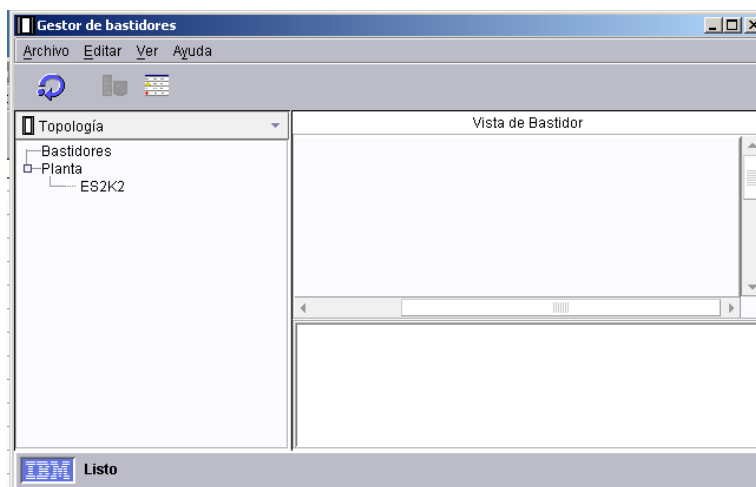 Gestor de bastidores
Archivo Editar Ver Ayuda
Topología
Vista de Bastidor
Bastidores
Planta
ES2K2
IBM Listo